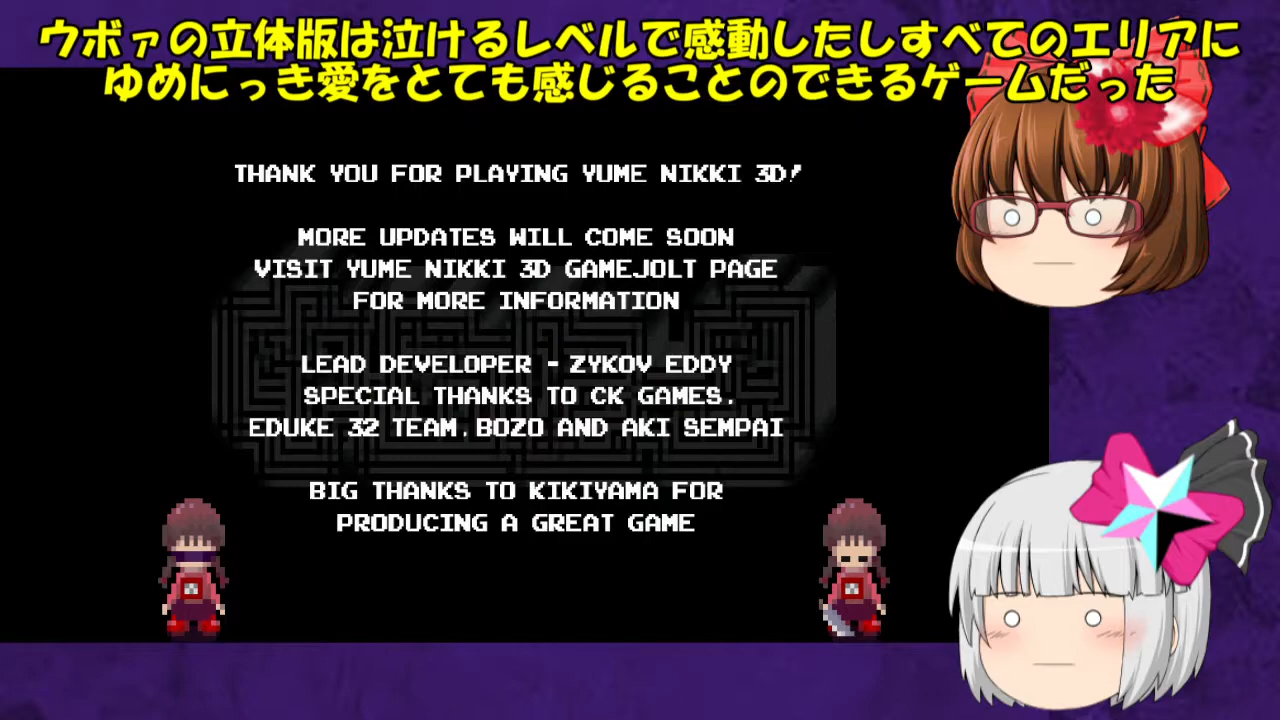 ウボァの立体版は泣けるレベルで感動したしすべてのエリアに
ゆめにっき愛をとても感じることのできるゲームだった
THANK YOU FOR PLAYING YUME NIKKI 3D!
MORE UPDATES WILL COME SOON
VISIT YUME NIKKI 3D GAMEJOLT PAGE
FOR MORE INFORMATION
LEAD DEVELOPER - ZYKOV EDDY
SPECIAL THANKS TO CK GAMES,
EDUKE 32 TEAM, BOZO AND AKI SEMPAI
BIG THANKS TO KIKIYAMA FOR
PRODUCING A GREAT GAME